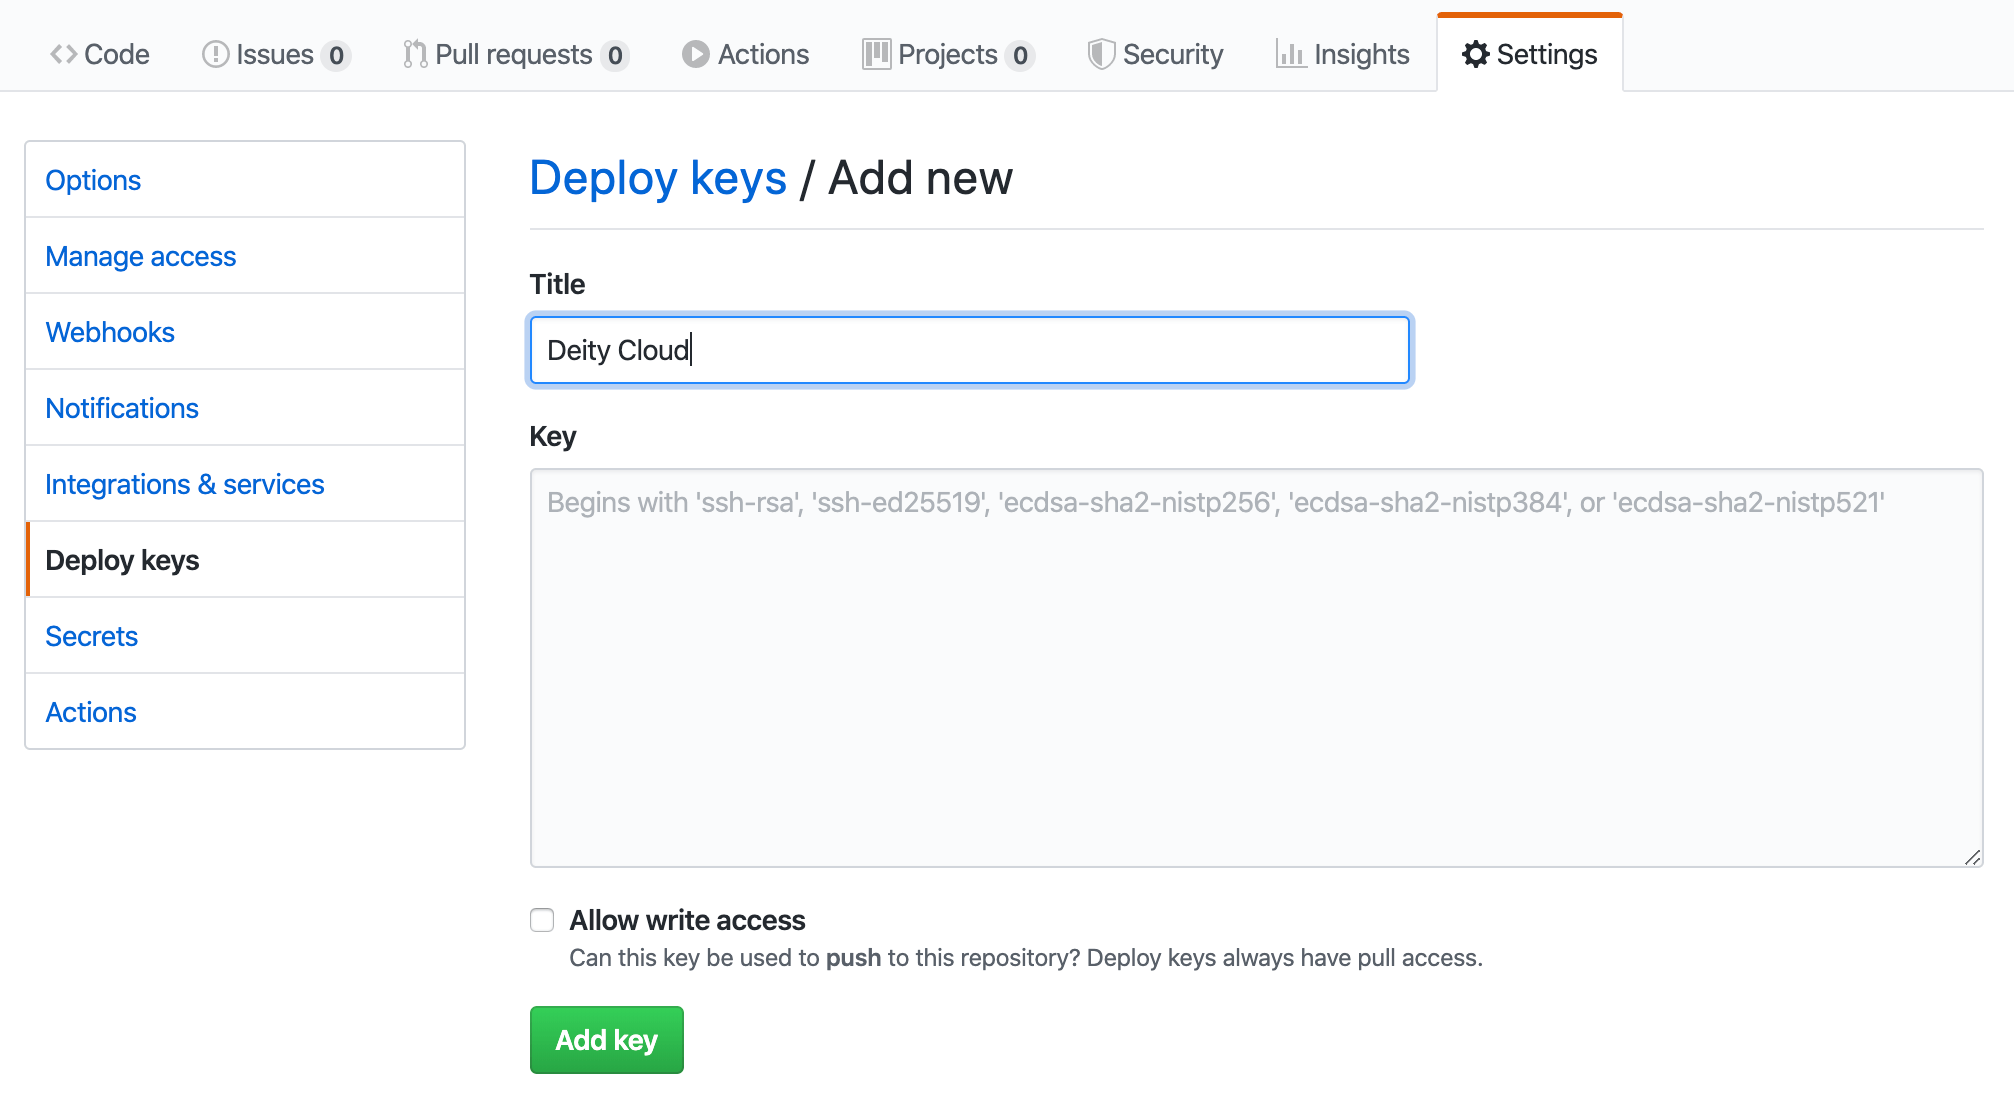 Code Issues 0 Pull requests 0 Actions Projects 0 Security Insights Settings
Options
Manage access
Webhooks
Notifications
Integrations & services
Deploy keys
Secrets
Actions
Deploy keys / Add new
Title
Deity Cloud
Key
Begins with 'ssh-rsa', 'ssh-ed25519', 'ecdsa-sha2-nistp256', 'ecdsa-sha2-nistp384', or 'ecdsa-sha2-nistp521'
Allow write access
Can this key be used to push to this repository? Deploy keys always have pull access.
Add key